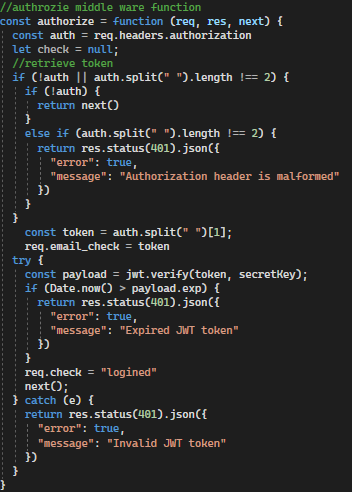 //authrozie middle ware function
const authorize = function (req, res, next) {
  const auth = req.headers.authorization
  let check = null;
  //retrieve token
  if (!auth || auth.split(" ").length !== 2) {
    if (!auth) {
      return next()
    }
    else if (auth.split(" ").length !== 2) {
      return res.status(401).json({
        "error": true,
        "message": "Authorization header is malformed"
      })
    }
  }
    const token = auth.split(" ")[1];
    req.email_check = token
  try {
    const payload = jwt.verify(token, secretKey);
    if (Date.now() > payload.exp) {
      return res.status(401).json({
        "error": true,
        "message": "Expired JWT token"
      })
    }
    req.check = "logined"
    next();
  } catch (e) {
    return res.status(401).json({
      "error": true,
      "message": "Invalid JWT token"
    })
  }
}